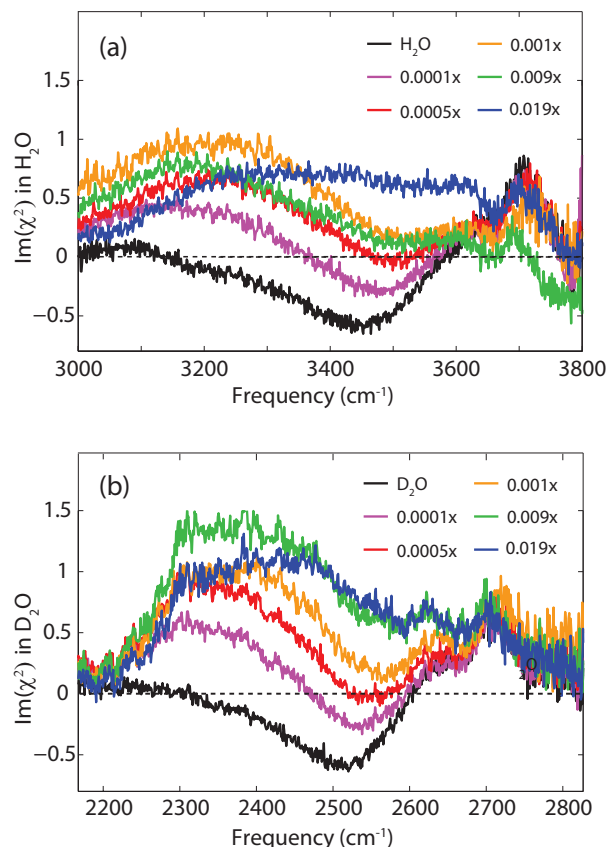 (a)
H₂O
0.0001x
0.0005x
0.001x
0.009x
0.019x
1.5
1
0.5
0
−0.5
Im(χ²) in H₂O
3000 3200 3400 3600 3800
Frequency (cm⁻¹)
(b)
D₂O
0.0001x
0.0005x
0.001x
0.009x
0.019x
1.5
1
0.5
0
−0.5
Im(χ²) in D₂O
O
2200 2300 2400 2500 2600 2700 2800
Frequency (cm⁻¹)